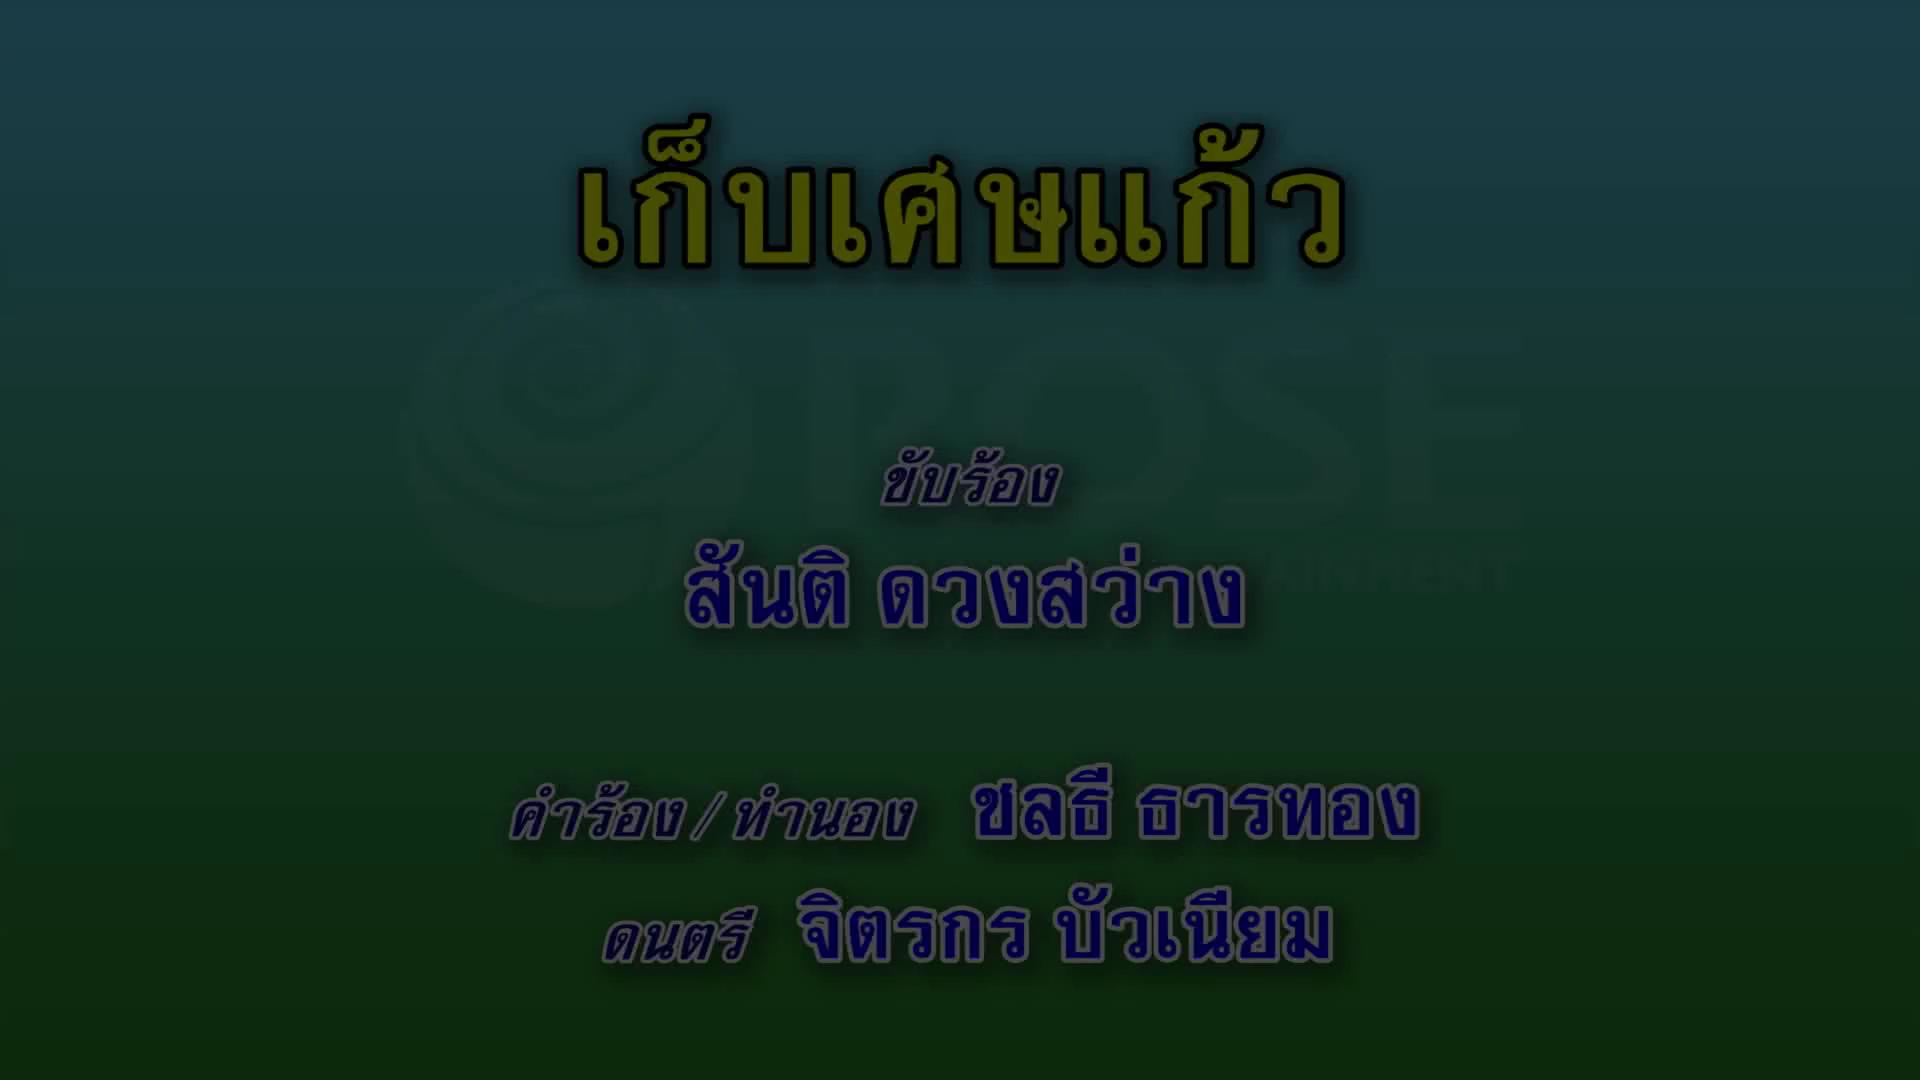 เก็บเศษแก้ว
ROSE
ขับร้อง
สันติ ดวงสว่าง
คำร้อง / ทำนอง ชลธี ธารทอง
ดนตรี จิตรกร บัวเนียม